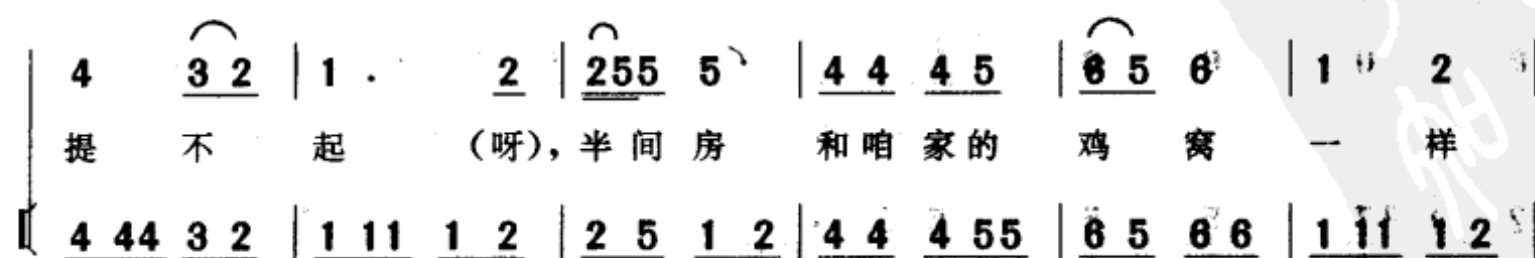 4 3 2 | 1 . 2 | 255 5 | 4 4 4 5 | 6 5 6 | 1 2
提 不 起 (呀), 半 间 房 和 咱 家 的 鸡 窝 一 样
4 44 3 2 | 1 11 1 2 | 2 5 1 2 | 4 4 4 55 | 6 5 6 6 | 1 11 1 2